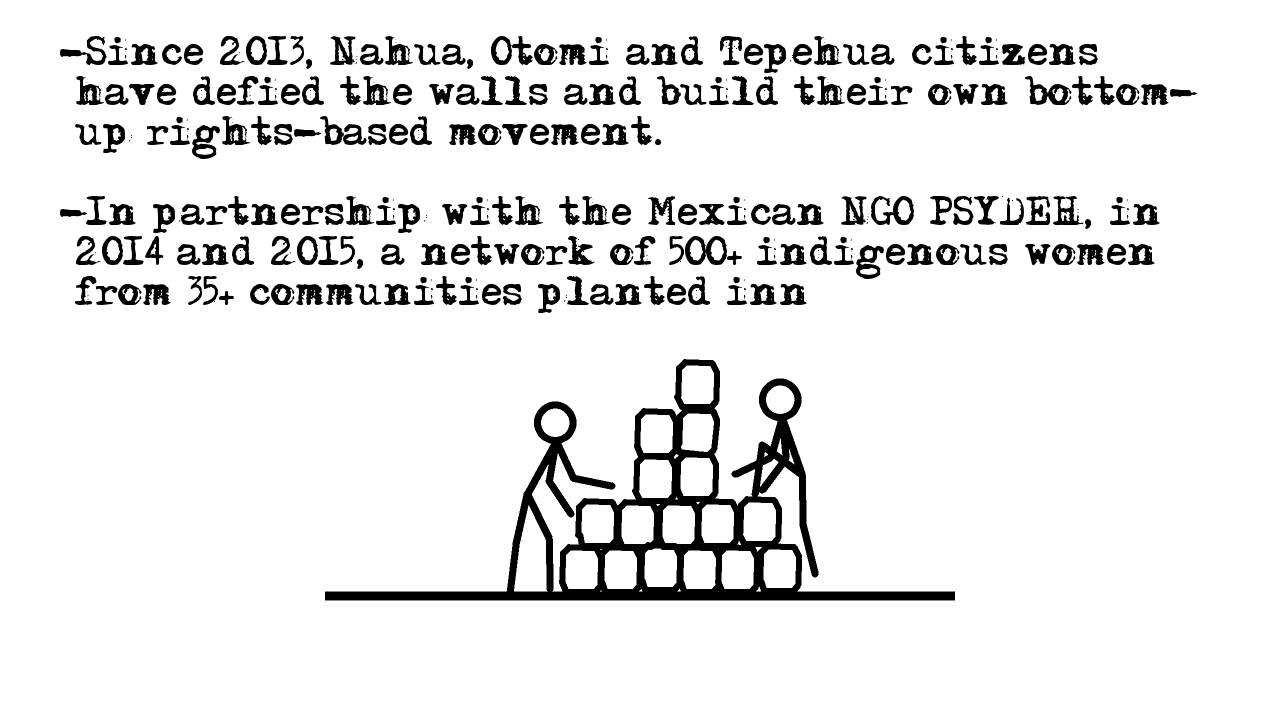 -Since 2013, Nahua, Otomi and Tepehua citizens
have defied the walls and build their own bottom-
up rights-based movement.
-In partnership with the Mexican NGO PSYDEH, in
2014 and 2015, a network of 500+ indigenous women
from 35+ communities planted inn